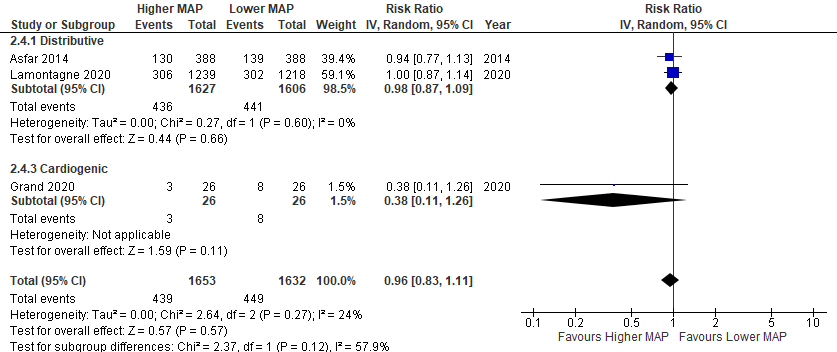 Higher MAP Lower MAP Risk Ratio Risk Ratio
Study or Subgroup Events Total Events Total Weight IV, Random, 95% CI Year IV, Random, 95% CI
2.4.1 Distributive
Asfar 2014 130 388 139 388 39.4% 0.94 [0.77, 1.13] 2014
Lamontagne 2020 306 1239 302 1218 59.1% 1.00 [0.87, 1.14] 2020
Subtotal (95% CI) 1627 1606 98.5% 0.98 [0.87, 1.09]
Total events 436 441
Heterogeneity: Tau² = 0.00; Chi² = 0.27, df = 1 (P = 0.60); I² = 0%
Test for overall effect: Z = 0.44 (P = 0.66)
2.4.3 Cardiogenic
Grand 2020 3 26 8 26 1.5% 0.38 [0.11, 1.26] 2020
Subtotal (95% CI) 26 26 1.5% 0.38 [0.11, 1.26]
Total events 3 8
Heterogeneity: Not applicable
Test for overall effect: Z = 1.59 (P = 0.11)
Total (95% CI) 1653 1632 100.0% 0.96 [0.83, 1.11]
Total events 439 449
Heterogeneity: Tau² = 0.00; Chi² = 2.64, df = 2 (P = 0.27); I² = 24%
Test for overall effect: Z = 0.57 (P = 0.57)
Test for subgroup differences: Chi² = 2.37, df = 1 (P = 0.12), I² = 57.9%
0.1 0.2 0.5 1 2 5 10
Favours Higher MAP Favours Lower MAP